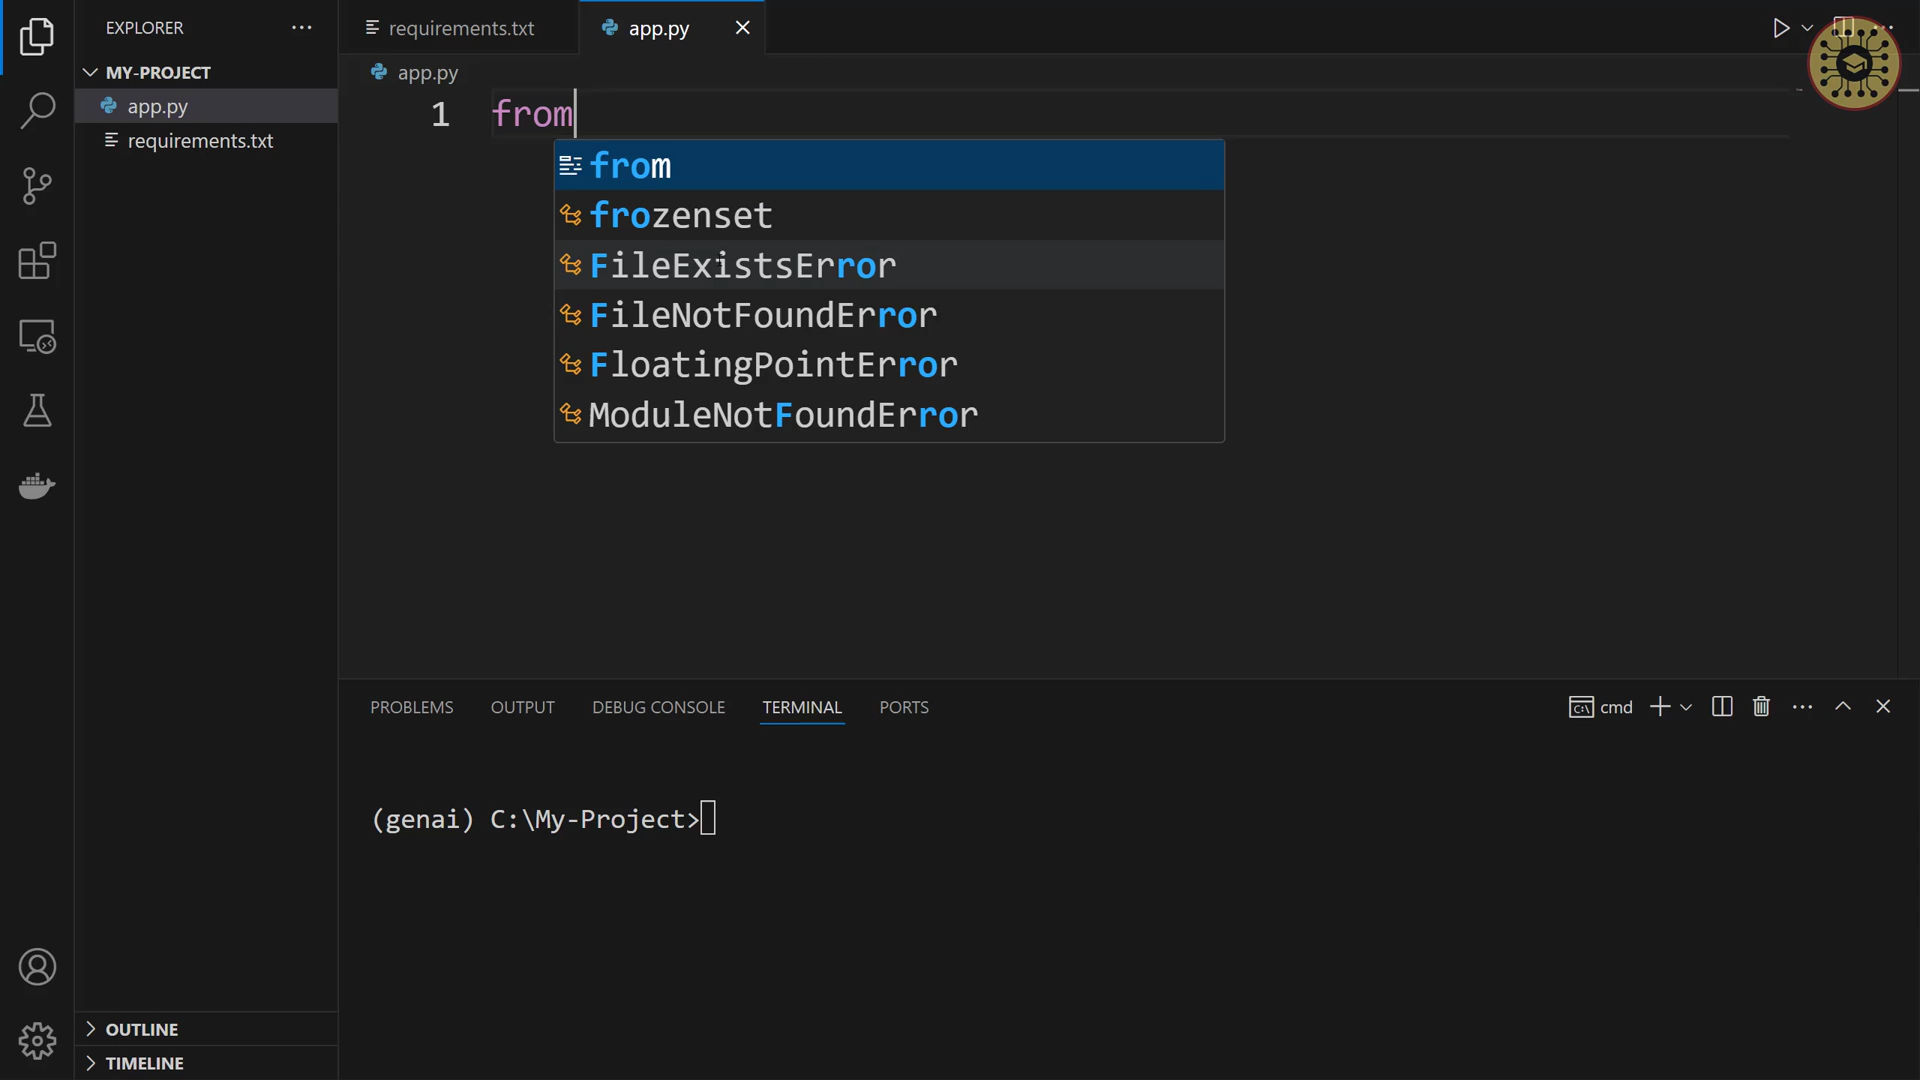 EXPLORER
MY-PROJECT
app.py
requirements.txt
OUTLINE
TIMELINE
requirements.txt
app.py
app.py
1 from
from
frozenset
FileExistsError
FileNotFoundError
FloatingPointError
ModuleNotFoundError
PROBLEMS OUTPUT DEBUG CONSOLE TERMINAL PORTS
cmd
(genai) C:\My-Project>